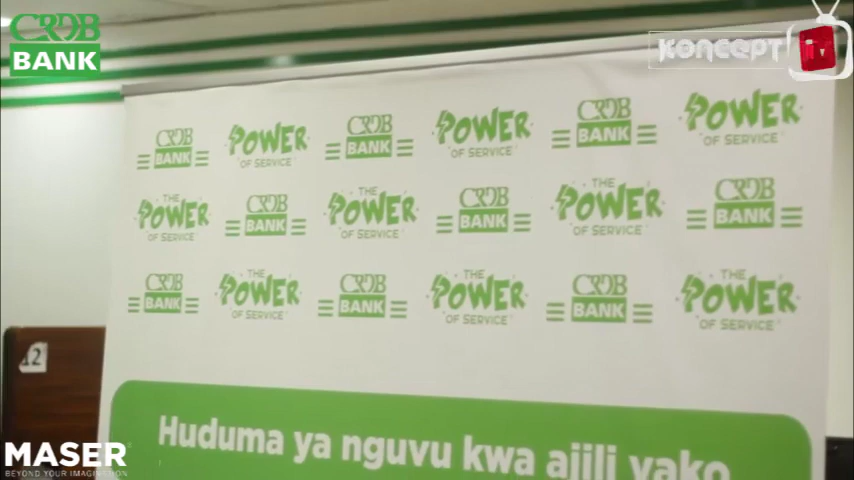 CRDB
BANK
KONCEPT tv
CRDB
BANK
POWER
OF SERVICE
CRDB
BANK
POWER
OF SERVICE
CRDB
BANK
POWER
OF SERVICE
THE
POWER
OF SERVICE
CRDB
BANK
THE
POWER
OF SERVICE
CRDB
BANK
THE
POWER
OF SERVICE
CRDB
BANK
CRDB
BANK
THE
POWER
OF SERVICE
CRDB
BANK
THE
POWER
OF SERVICE
CRDB
BANK
THE
POWER
OF SERVICE
12
Huduma ya nguvu kwa ajili yako
MASER
BEYOND YOUR IMAGINATION